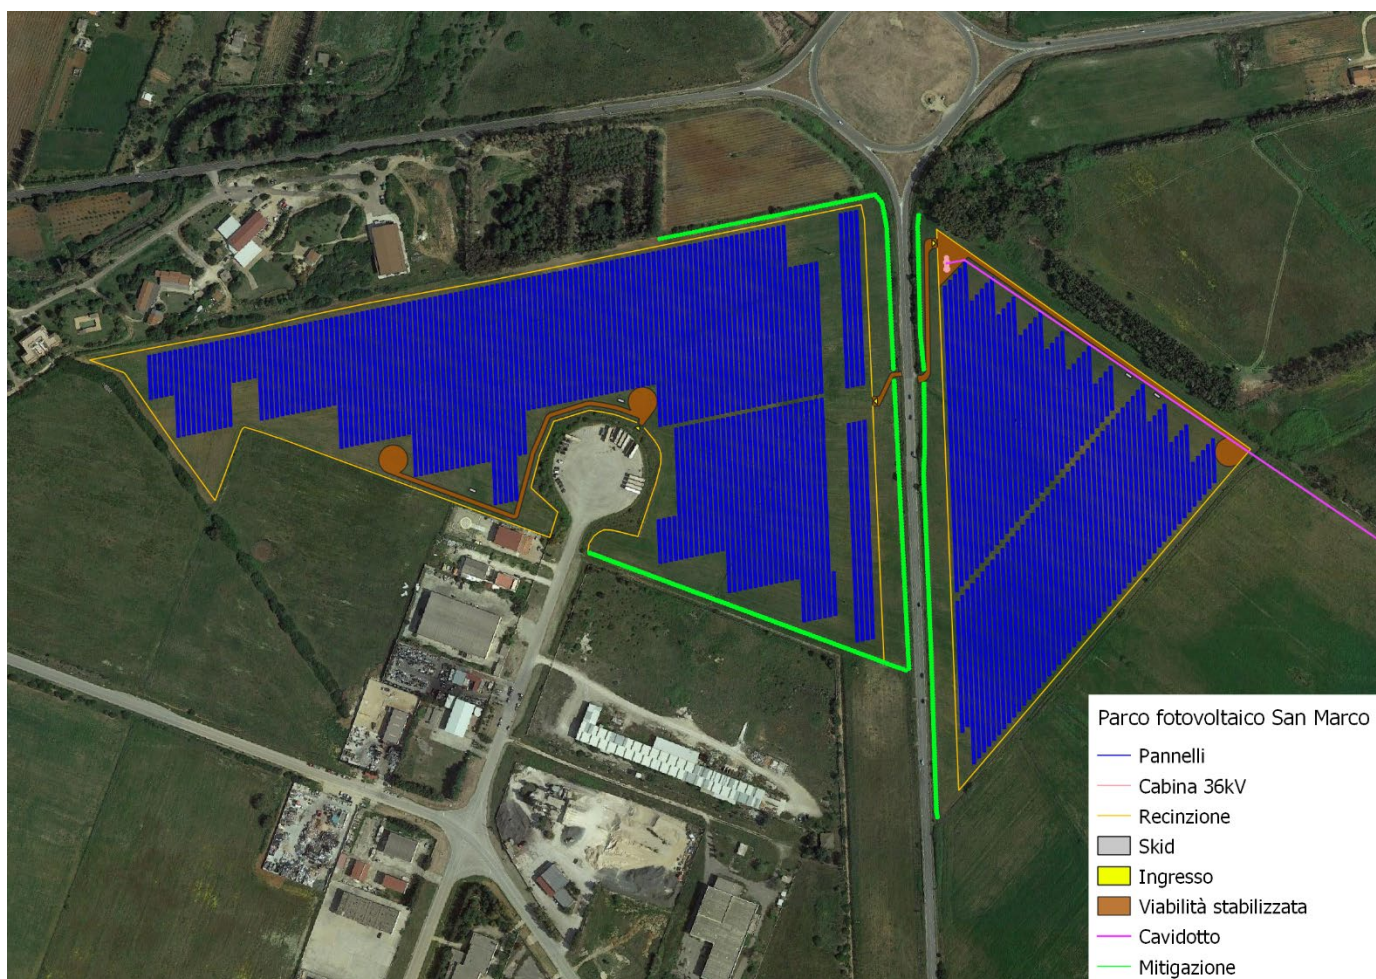 Parco fotovoltaico San Marco
Pannelli
Cabina 36kV
Recinzione
Skid
Ingresso
Viabilità stabilizzata
Cavidotto
Mitigazione